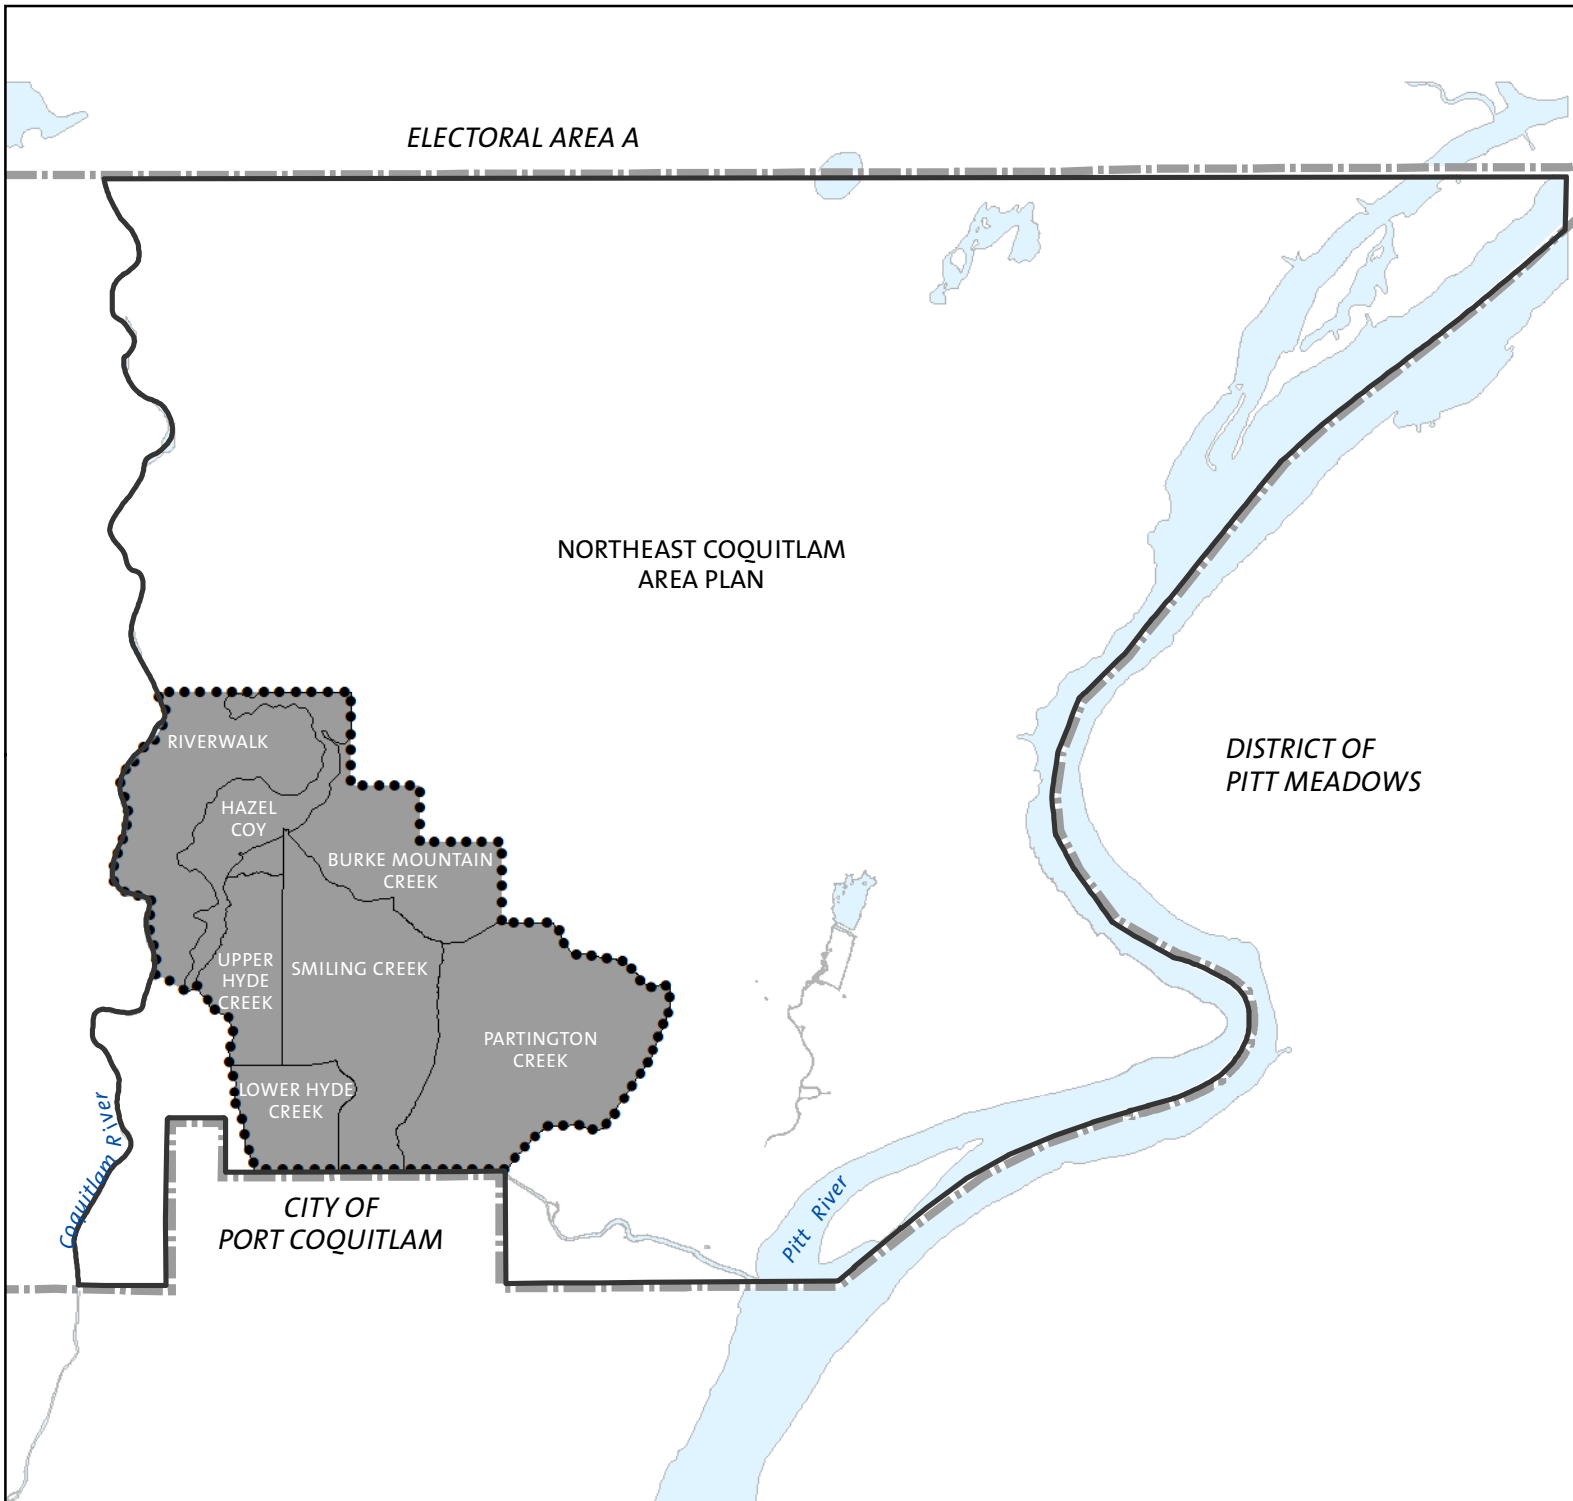 ELECTORAL AREA A
NORTHEAST COQUITLAM
AREA PLAN
DISTRICT OF
PITT MEADOWS
RIVERWALK
HAZEL
COY
BURKE MOUNTAIN
CREEK
UPPER
HYDE
CREEK
SMILING CREEK
PARTINGTON
CREEK
LOWER HYDE
CREEK
Coquitlam River
CITY OF
PORT COQUITLAM
Pitt River